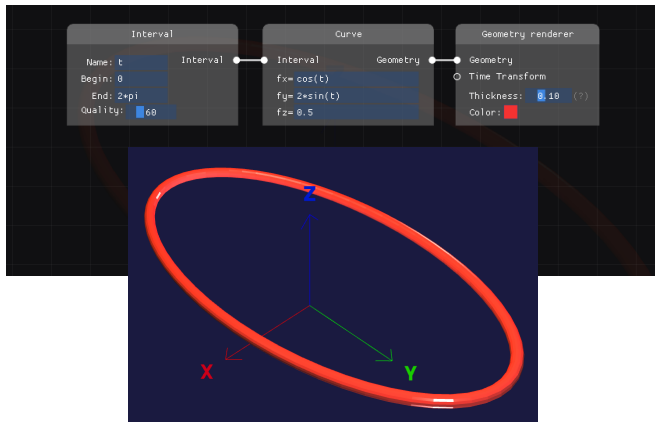 Interval
Name: t
Begin: 0
End: 2*pi
Quality: 60
Interval
Curve
Interval
Geometry
fx= cos(t)
fy= 2*sin(t)
fz= 0.5
Geometry renderer
Geometry
Time Transform
Thickness: 0.10 (?)
Color:
Z
X
Y